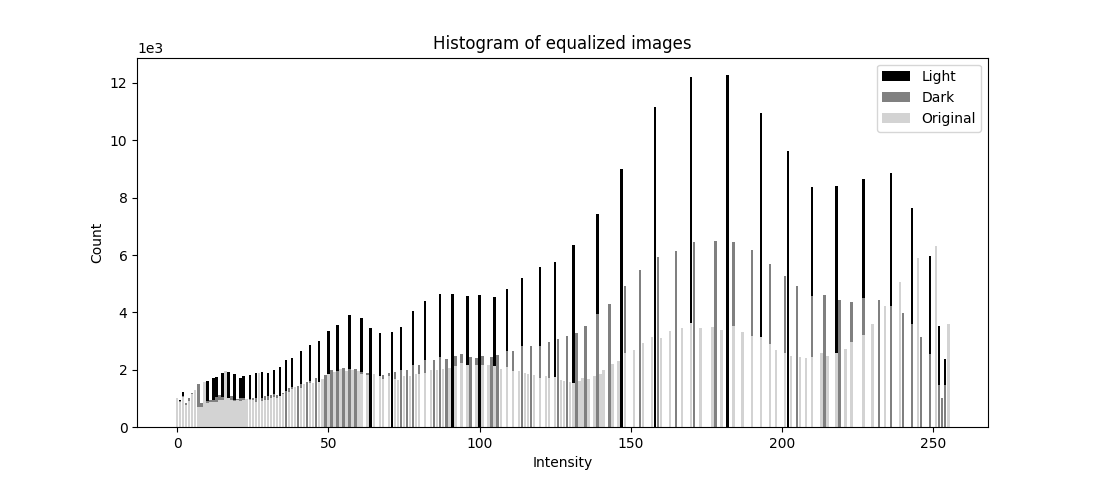 Histogram of equalized images
1e3
12
10
8
6
4
2
0
Count
Light
Dark
Original
0 50 100 150 200 250
Intensity